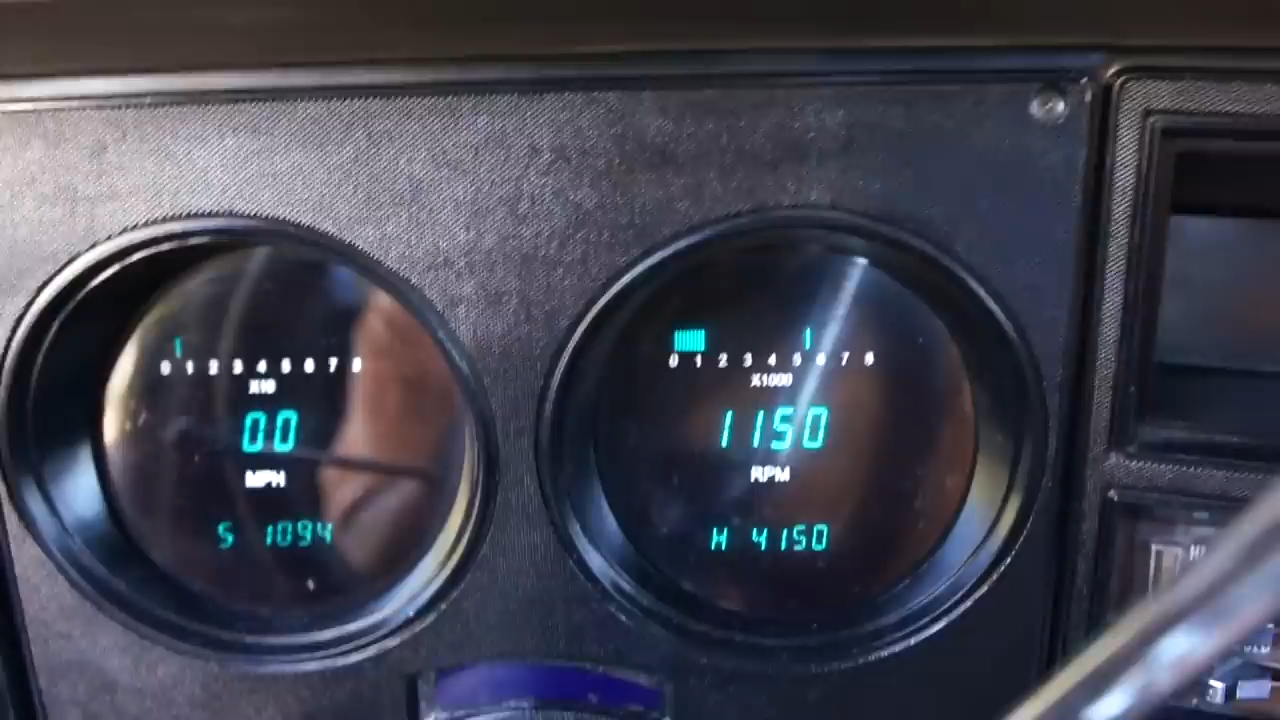 0 1 2 3 4 5 6 7 8
X10
00
MPH
S 1094
0 1 2 3 4 5 6 7 8
X1000
1150
RPM
H 4150